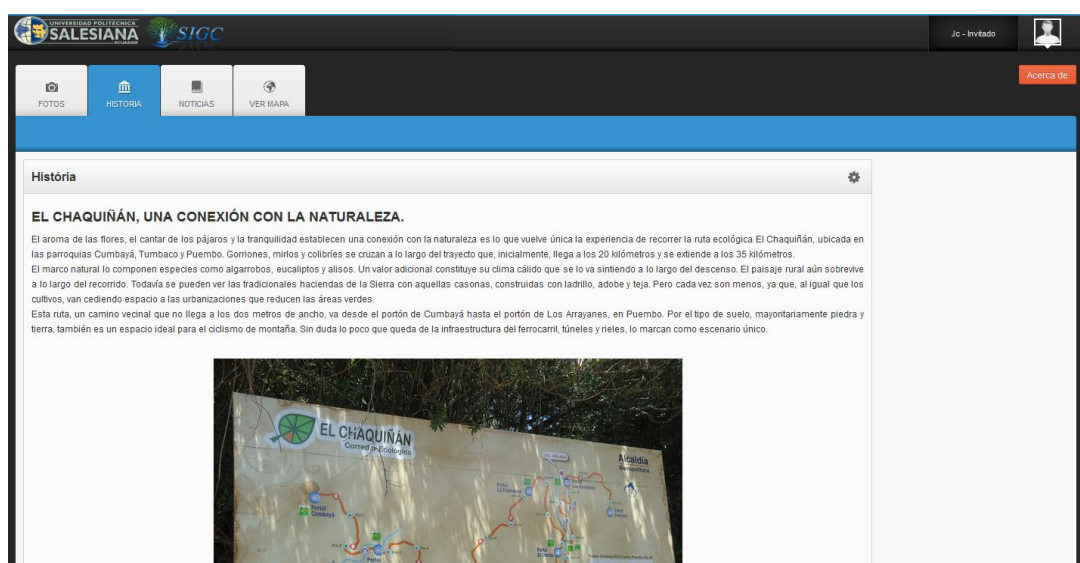 UNIVERSIDAD POLITÉCNICA
SALESIANA
ECUADOR
SIGC
Jc - Invitado
Acerca de
FOTOS
HISTORIA
NOTICIAS
VER MAPA
História
EL CHAQUIÑÁN, UNA CONEXIÓN CON LA NATURALEZA.
El aroma de las flores, el cantar de los pájaros y la tranquilidad establecen una conexión con la naturaleza es lo que vuelve única la experiencia de recorrer la ruta ecológica El Chaquiñán, ubicada en
las parroquias Cumbayá, Tumbaco y Puembo. Gorriones, mirlos y colibríes se cruzan a lo largo del trayecto que, inicialmente, llega a los 20 kilómetros y se extiende a los 35 kilómetros.
El marco natural lo componen especies como algarrobos, eucaliptos y alisos. Un valor adicional constituye su clima cálido que se lo va sintiendo a lo largo del descenso. El paisaje rural aún sobrevive
a lo largo del recorrido. Todavía se pueden ver las tradicionales haciendas de la Sierra con aquellas casonas, construidas con ladrillo, adobe y teja. Pero cada vez son menos, ya que, al igual que los
cultivos, van cediendo espacio a las urbanizaciones que reducen las áreas verdes.
Esta ruta, un camino vecinal que no llega a los dos metros de ancho, va desde el portón de Cumbayá hasta el portón de Los Arrayanes, en Puembo. Por el tipo de suelo, mayoritariamente piedra y
tierra, también es un espacio ideal para el ciclismo de montaña. Sin duda lo poco que queda de la infraestructura del ferrocarril, túneles y rieles, lo marcan como escenario único.
EL CHAQUIÑÁN
Corredor Ecológico
Alcaldía
Metropolitana
Portal
Cumbayá
Portal
Portal